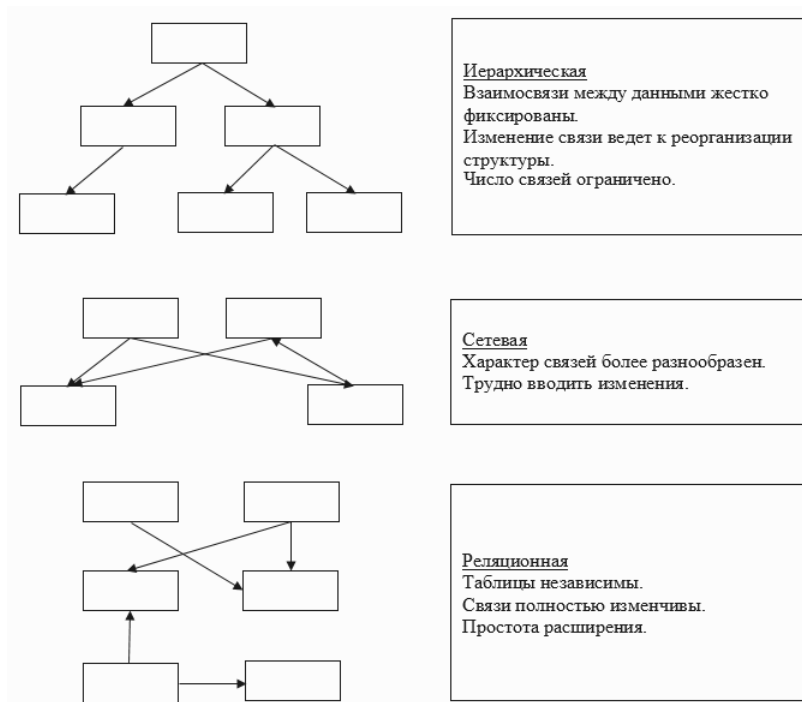 Иерархическая
Взаимосвязи между данными жестко
фиксированы.
Изменение связи ведет к реорганизации
структуры.
Число связей ограничено.
Сетевая
Характер связей более разнообразен.
Трудно вводить изменения.
Реляционная
Таблицы независимы.
Связи полностью изменчивы.
Простота расширения.